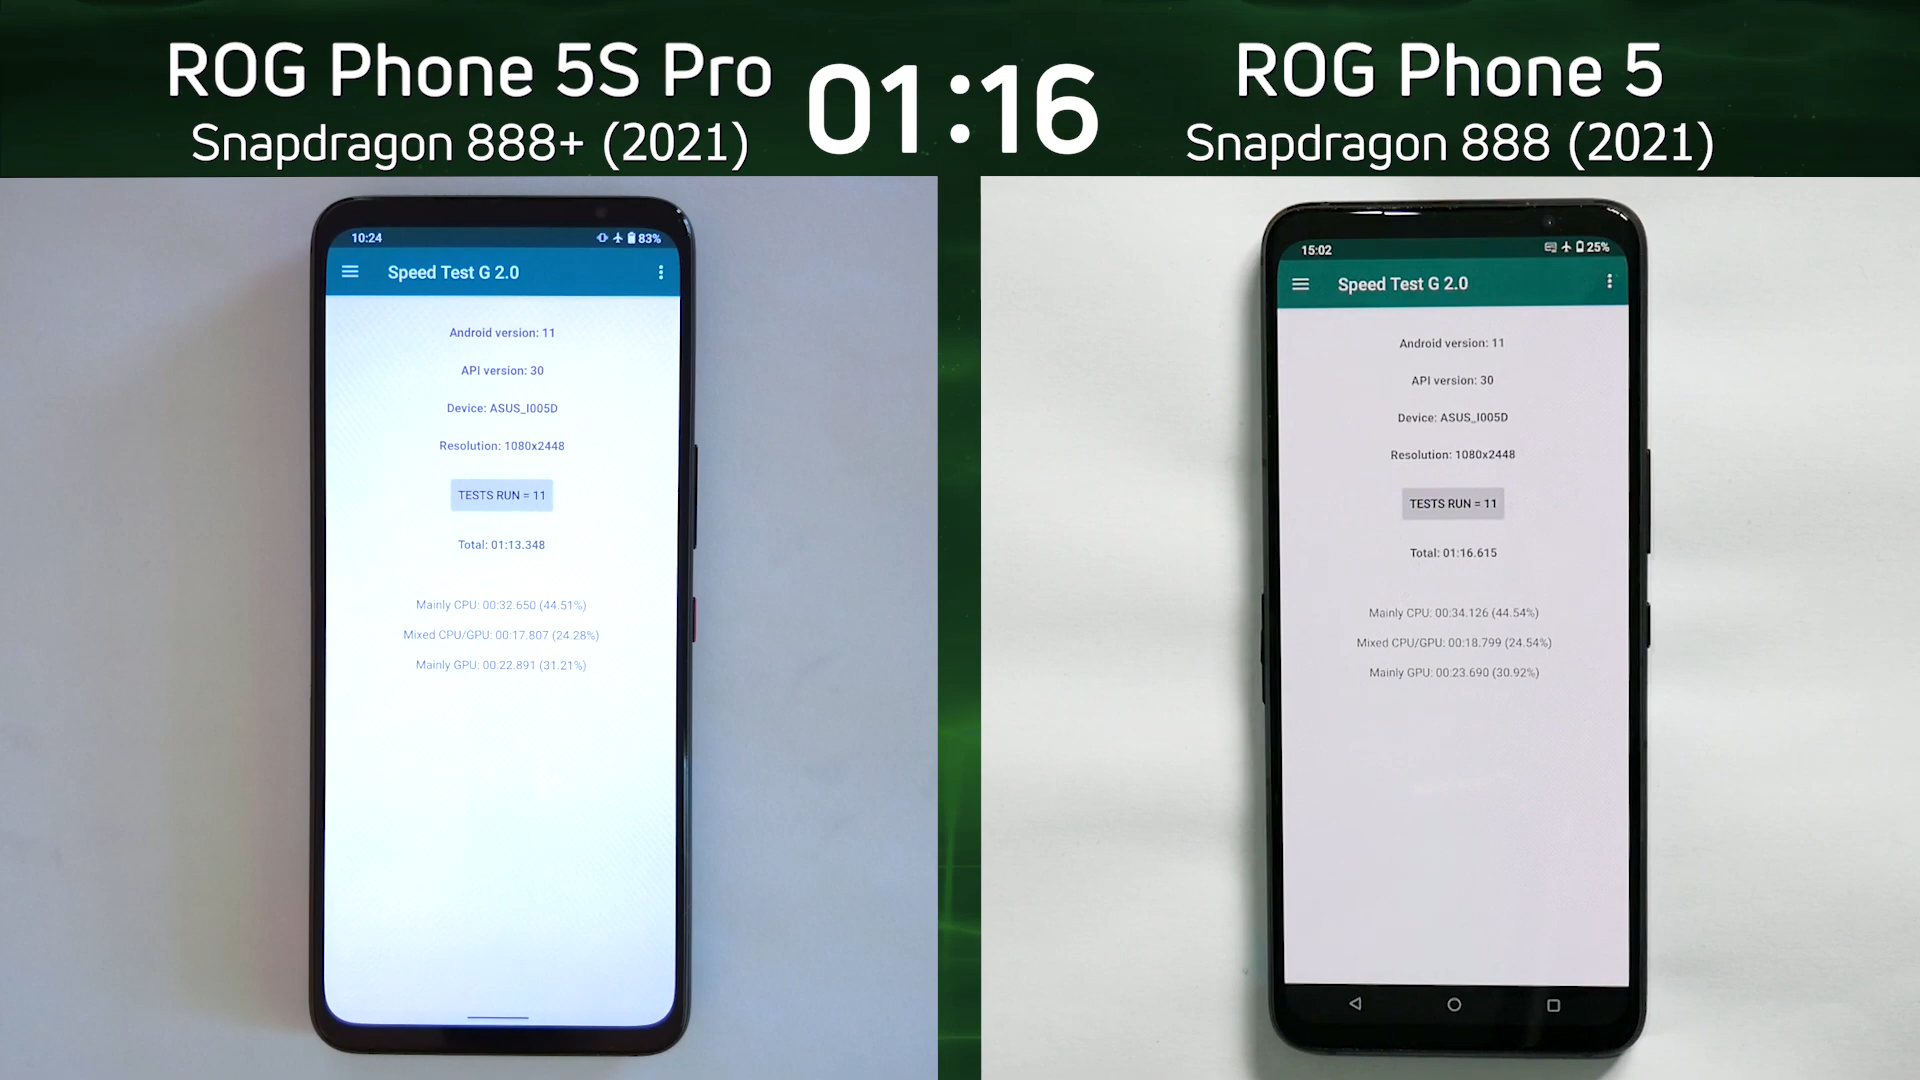 ROG Phone 5S Pro
Snapdragon 888+ (2021)
01:16
ROG Phone 5
Snapdragon 888 (2021)
10:24
83%
Speed Test G 2.0
Android version: 11
API version: 30
Device: ASUS_I005D
Resolution: 1080x2448
TESTS RUN = 11
Total: 01:13.348
Mainly CPU: 00:32.650 (44.51%)
Mixed CPU/GPU: 00:17.807 (24.28%)
Mainly GPU: 00:22.891 (31.21%)
15:02
25%
Speed Test G 2.0
Android version: 11
API version: 30
Device: ASUS_I005D
Resolution: 1080x2448
TESTS RUN = 11
Total: 01:16.615
Mainly CPU: 00:34.126 (44.54%)
Mixed CPU/GPU: 00:18.799 (24.54%)
Mainly GPU: 00:23.690 (30.92%)